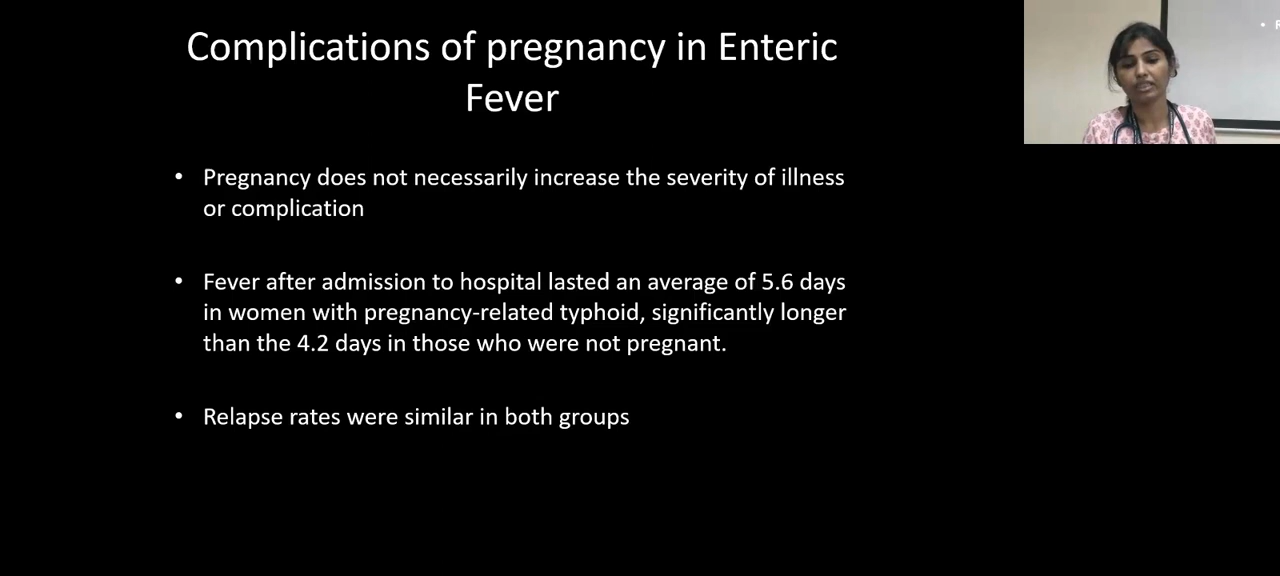 Complications of pregnancy in Enteric
Fever
• Pregnancy does not necessarily increase the severity of illness
or complication
• Fever after admission to hospital lasted an average of 5.6 days
in women with pregnancy-related typhoid, significantly longer
than the 4.2 days in those who were not pregnant.
• Relapse rates were similar in both groups